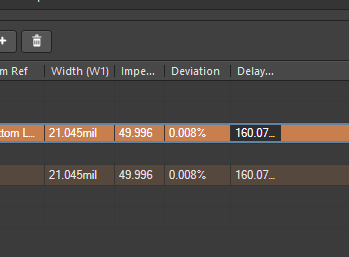 m Ref Width (W1) Impe... Deviation Delay...
ttom L... 21.045mil 49.996 0.008% 160.07...
21.045mil 49.996 0.008% 160.07...